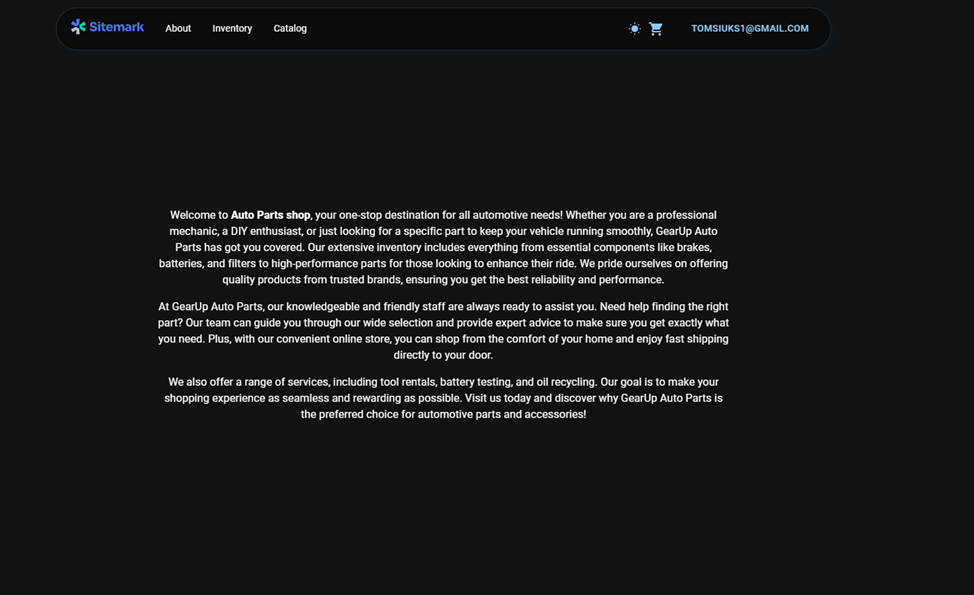 Sitemark
About
Inventory
Catalog
TOMSIUKS1@GMAIL.COM
Welcome to Auto Parts shop, your one-stop destination for all automotive needs! Whether you are a professional
mechanic, a DIY enthusiast, or just looking for a specific part to keep your vehicle running smoothly, GearUp Auto
Parts has got you covered. Our extensive inventory includes everything from essential components like brakes,
batteries, and filters to high-performance parts for those looking to enhance their ride. We pride ourselves on offering
quality products from trusted brands, ensuring you get the best reliability and performance.
At GearUp Auto Parts, our knowledgeable and friendly staff are always ready to assist you. Need help finding the right
part? Our team can guide you through our wide selection and provide expert advice to make sure you get exactly what
you need. Plus, with our convenient online store, you can shop from the comfort of your home and enjoy fast shipping
directly to your door.
We also offer a range of services, including tool rentals, battery testing, and oil recycling. Our goal is to make your
shopping experience as seamless and rewarding as possible. Visit us today and discover why GearUp Auto Parts is
the preferred choice for automotive parts and accessories!